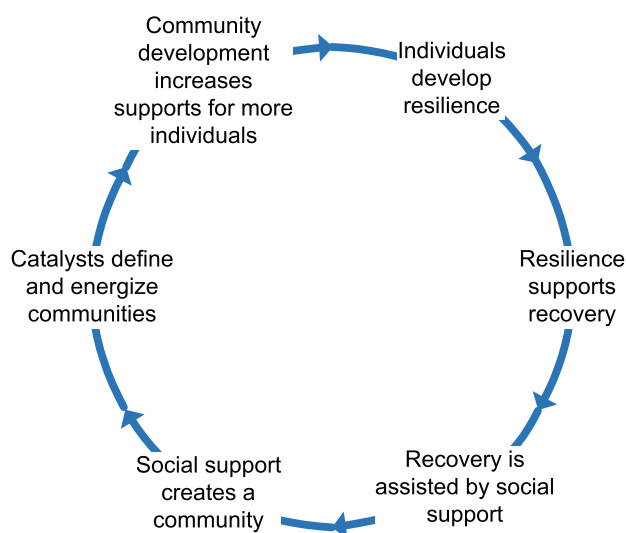 Community
development
increases
supports for more
individuals
Individuals
develop
resilience
Resilience
supports
recovery
Recovery is
assisted by social
support
Social support
creates a
community
Catalysts define
and energize
communities